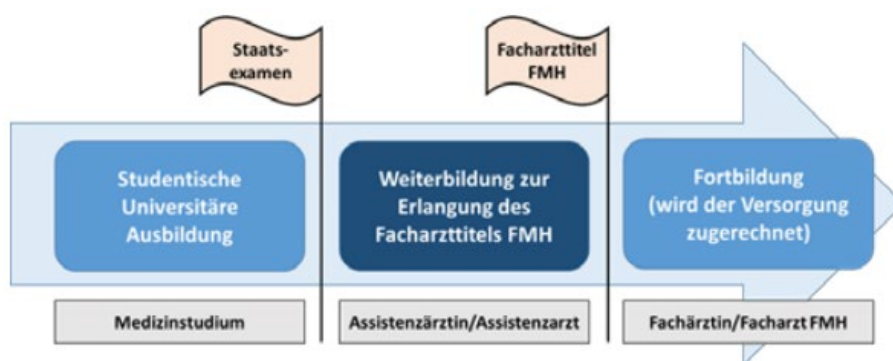 Staats-
examen
Facharzttitel
FMH
Studentische
Universitäre
Ausbildung
Weiterbildung zur
Erlangung des
Facharzttitels FMH
Fortbildung
(wird der Versorgung
zugerechnet)
Medizinstudium
Assistenzärztin/Assistenzarzt
Fachärztin/Facharzt FMH